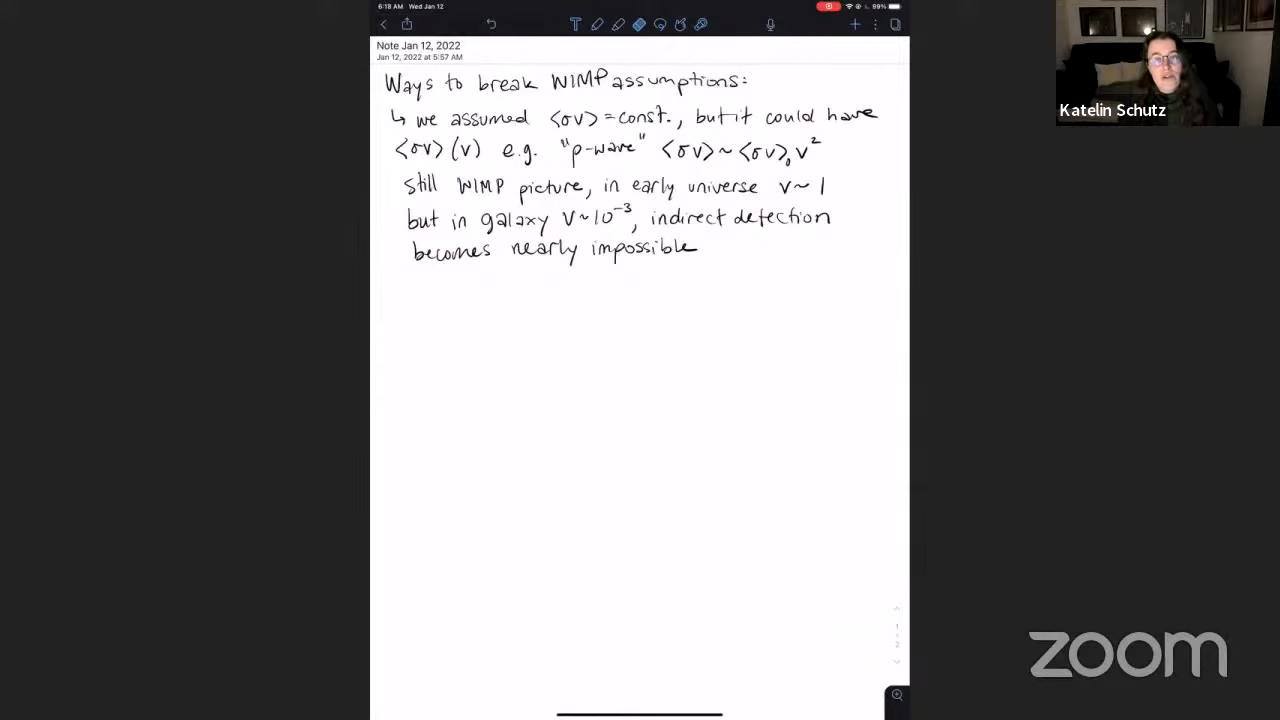 6:18 AM Wed Jan 12
99%
Note Jan 12, 2022
Jan 12, 2022 at 5:57 AM
Ways to break WIMP assumptions:
↳ we assumed <σv> = const., but it could have
<σv>(v) e.g. "p-wave" <σv> ~ <σv>₀ v²
still WIMP picture, in early universe v ~ 1
but in galaxy v ~ 10⁻³, indirect detection
becomes nearly impossible
Katelin Schutz
zoom